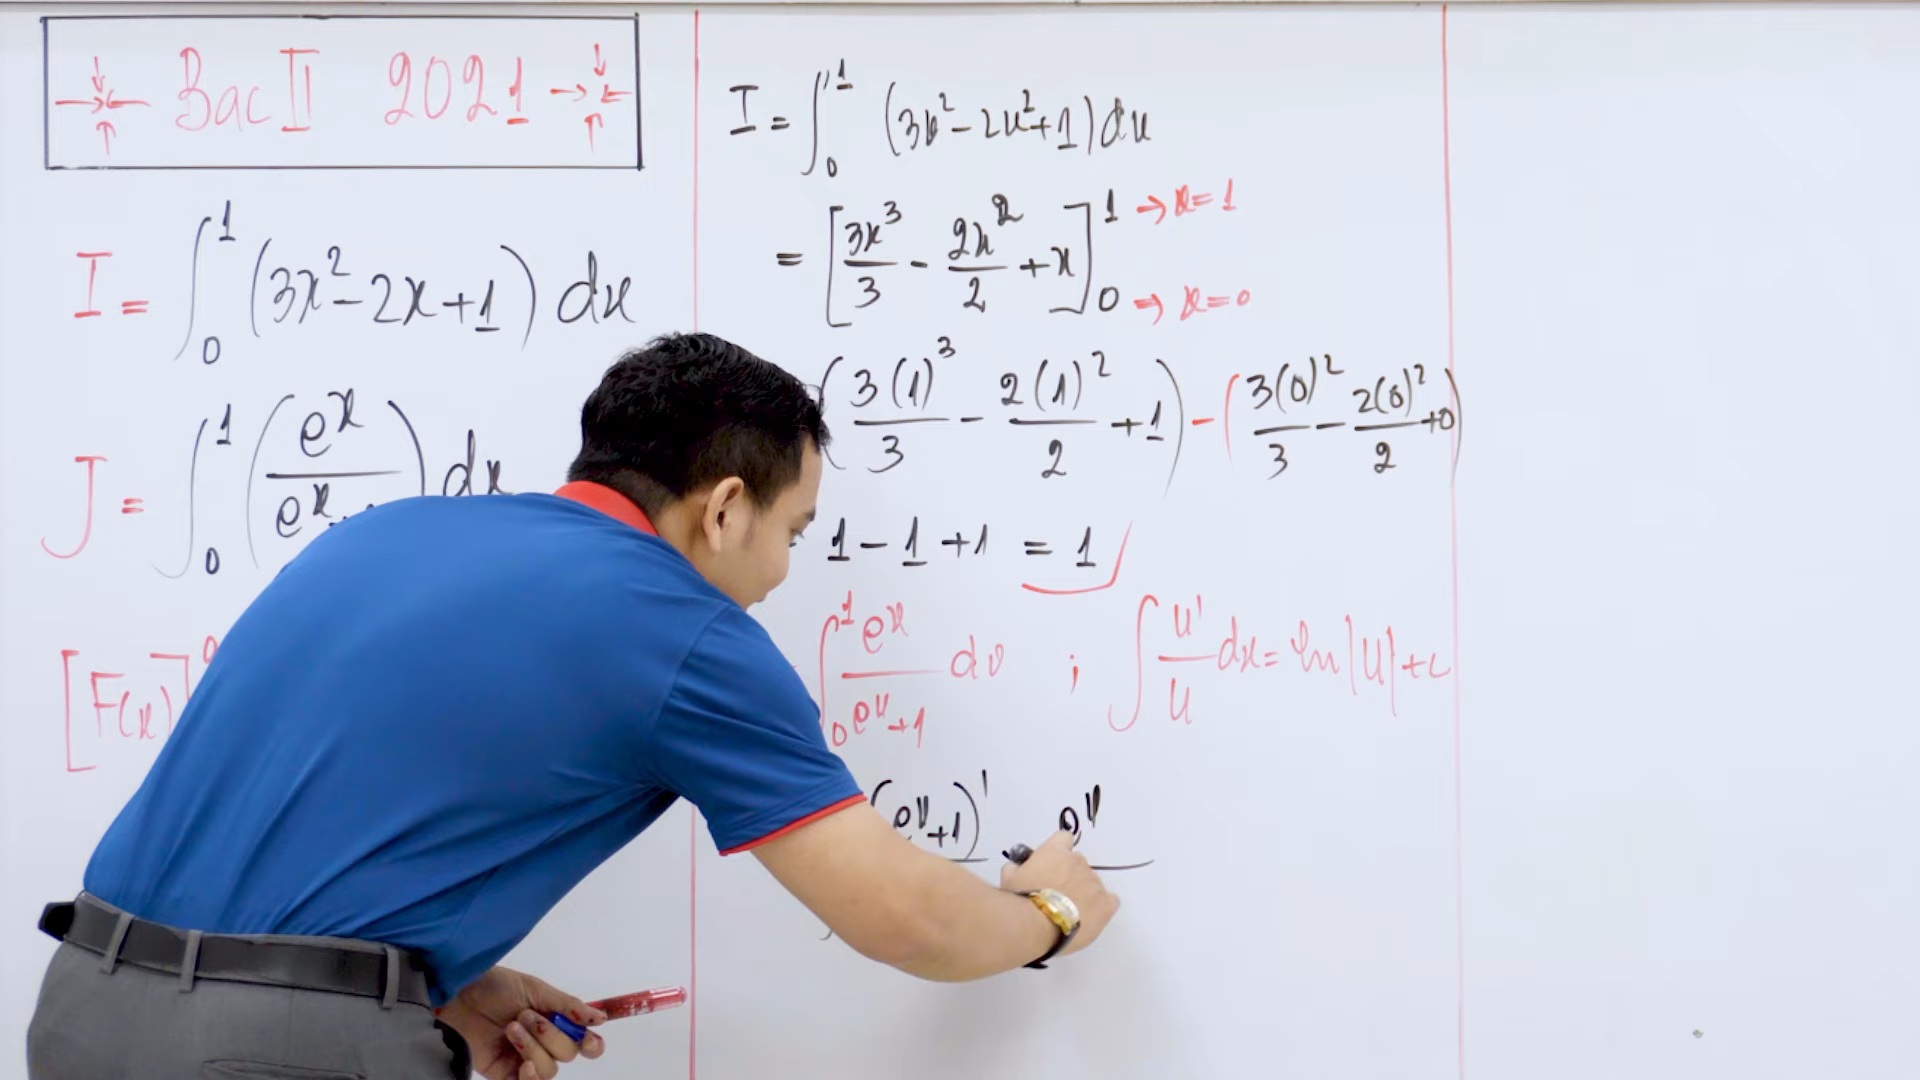 Bac II 2021
I = ∫₀¹ (3x² - 2x + 1) dx
J = ∫₀¹ (eˣ / eˣ) dx
[F(x)]
I = ∫₀¹ (3x² - 2x² + 1) dx
= [3x³/3 - 2x²/2 + x]₀¹ → x = 1 → x = 0
(3(1)³/3 - 2(1)²/2 + 1) - (3(0)²/3 - 2(0)²/2 + 0)
1 - 1 + 1 = 1
∫₀¹ eˣ/(eˣ + 1) dx ; ∫ u'/u dx = ln|u| + c
(eˣ + 1)' eˣ